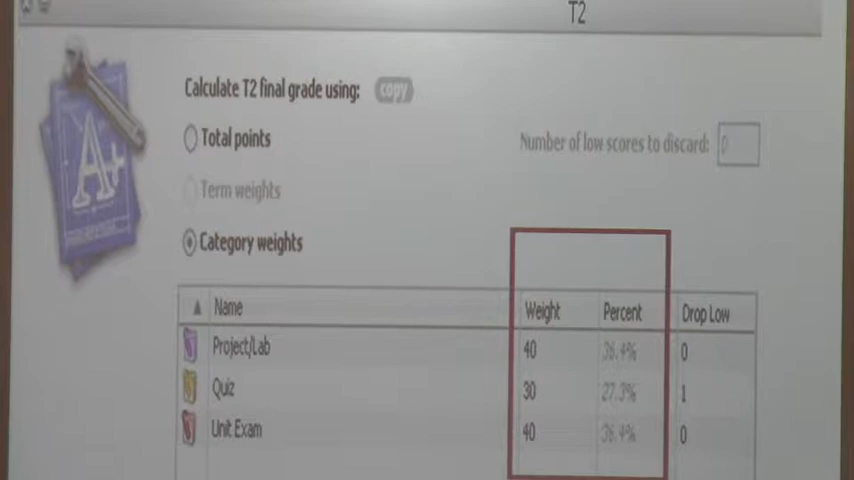 T2
Calculate T2 final grade using: copy
Total points
Number of low scores to discard: 0
Term weights
Category weights
Name Weight Percent Drop Low
Project/Lab 40 36.4% 0
Quiz 30 27.3% 1
Unit Exam 40 36.4% 0
A+